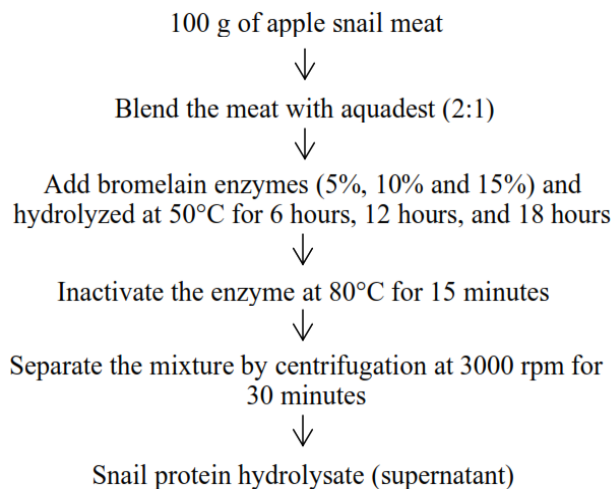 100 g of apple snail meat
Blend the meat with aquadest (2:1)
Add bromelain enzymes (5%, 10% and 15%) and
hydrolyzed at 50°C for 6 hours, 12 hours, and 18 hours
Inactivate the enzyme at 80°C for 15 minutes
Separate the mixture by centrifugation at 3000 rpm for
30 minutes
Snail protein hydrolysate (supernatant)